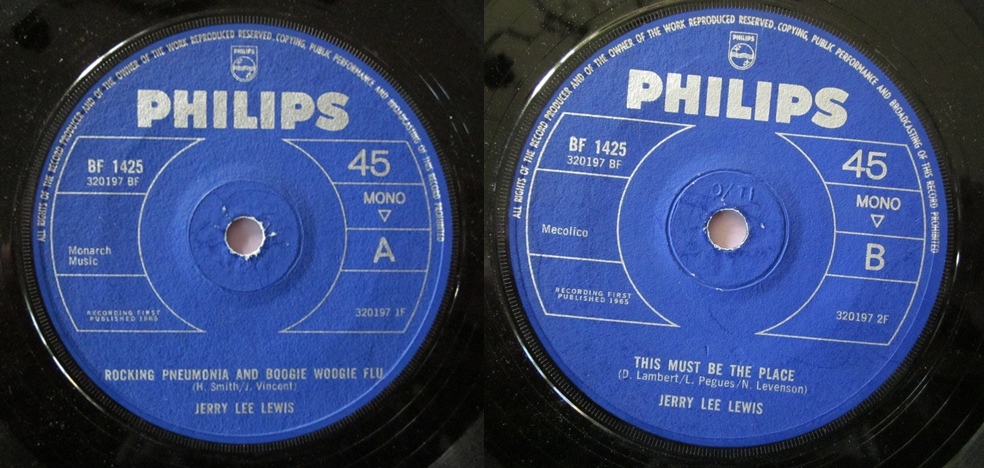 ALL RIGHTS OF THE RECORD PRODUCER AND OF THE OWNER OF THE WORK REPRODUCED RESERVED. COPYING, PUBLIC PERFORMANCE AND BROADCASTING OF THIS RECORD PROHIBITED
PHILIPS
PHILIPS
BF 1425
320197 BF
45
MONO
A
Monarch
Music
RECORDING FIRST
PUBLISHED 1965
320197 1F
ROCKING PNEUMONIA AND BOOGIE WOOGIE FLU
(H. Smith/J. Vincent)
JERRY LEE LEWIS
ALL RIGHTS OF THE RECORD PRODUCER AND OF THE OWNER OF THE WORK REPRODUCED RESERVED. COPYING, PUBLIC PERFORMANCE AND BROADCASTING OF THIS RECORD PROHIBITED
PHILIPS
PHILIPS
BF 1425
320197 BF
45
MONO
B
Mecolico
RECORDING FIRST
PUBLISHED 1965
320197 2F
THIS MUST BE THE PLACE
(D. Lambert/L. Pegues/N. Levenson)
JERRY LEE LEWIS